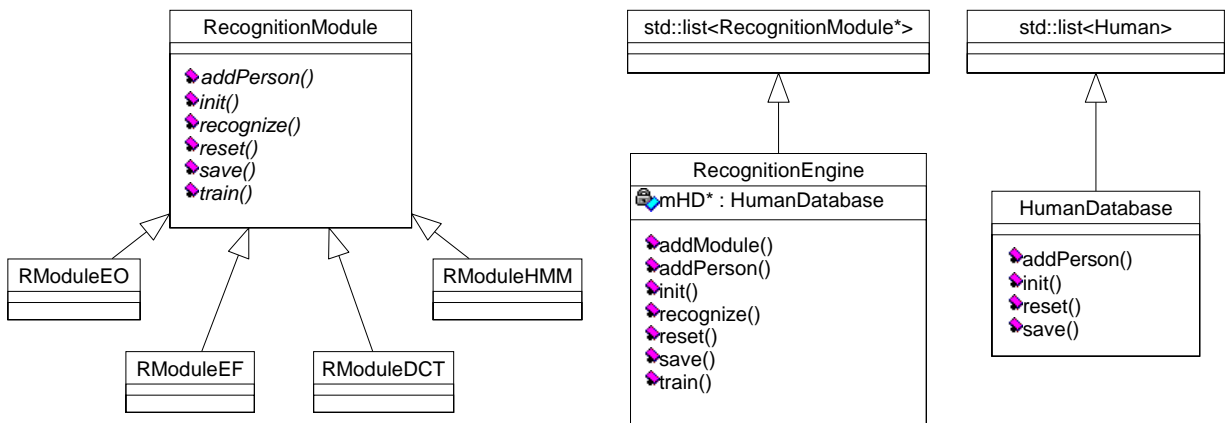 RecognitionModule
addPerson()
init()
recognize()
reset()
save()
train()
RModuleEO
RModuleHMM
RModuleEF
RModuleDCT
std::list<RecognitionModule*>
RecognitionEngine
mHD* : HumanDatabase
addModule()
addPerson()
init()
recognize()
reset()
save()
train()
std::list<Human>
HumanDatabase
addPerson()
init()
reset()
save()